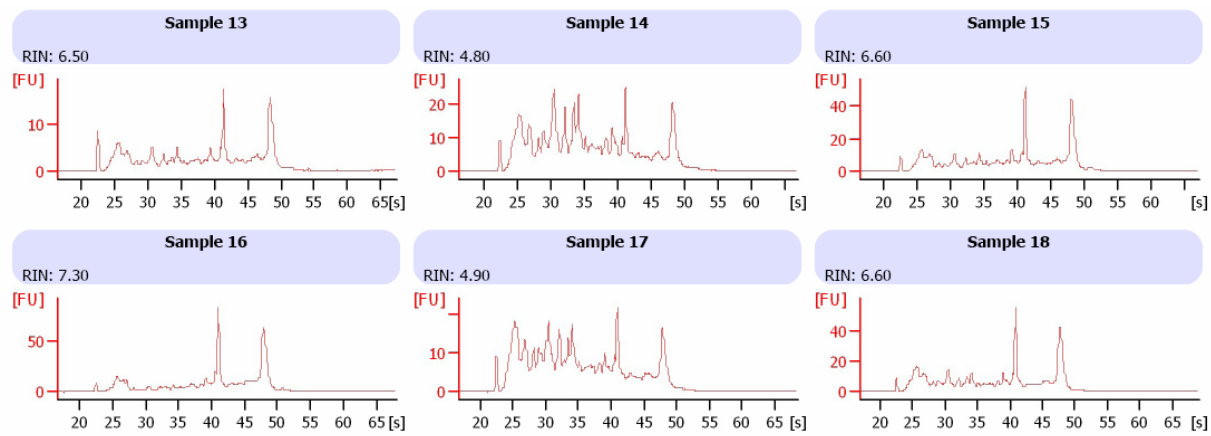 Sample 13
RIN: 6.50
[FU]
10
0
20 25 30 35 40 45 50 55 60 65[s]
Sample 14
RIN: 4.80
[FU]
20
10
0
20 25 30 35 40 45 50 55 60 [s]
Sample 15
RIN: 6.60
[FU]
40
20
0
20 25 30 35 40 45 50 55 60 [s]
Sample 16
RIN: 7.30
[FU]
50
0
20 25 30 35 40 45 50 55 60 65 [s]
Sample 17
RIN: 4.90
[FU]
10
0
20 25 30 35 40 45 50 55 60 65 [s]
Sample 18
RIN: 6.60
[FU]
40
20
0
20 25 30 35 40 45 50 55 60 65 [s]